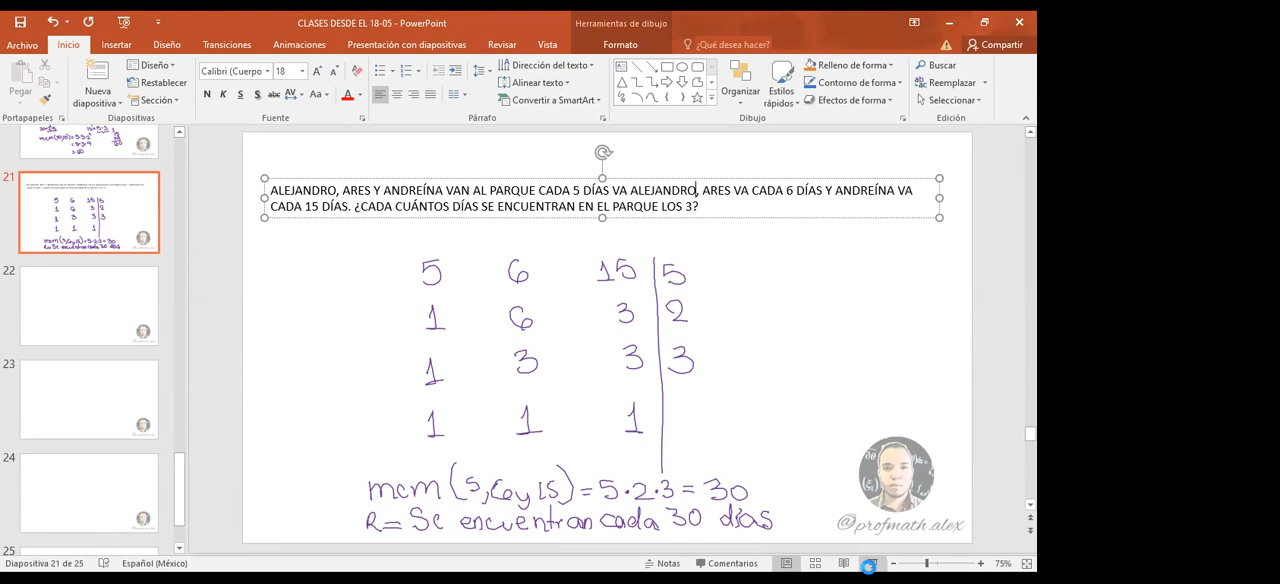 CLASES DESDE EL 18-05 - PowerPoint
Herramientas de dibujo
Archivo Inicio Insertar Diseño Transiciones Animaciones Presentación con diapositivas Revisar Vista Formato ¿Qué desea hacer? Compartir
Pegar
Nueva diapositiva
Diseño
Restablecer
Sección
Calibri (Cuerpo 18
N K S S abc AV Aa A
Dirección del texto
Alinear texto
Convertir a SmartArt
Organizar
Estilos rápidos
Relleno de forma
Contorno de forma
Efectos de forma
Buscar
Reemplazar
Seleccionar
Portapapeles Diapositivas Fuente Párrafo Dibujo Edición
21
22
23
24
25
ALEJANDRO, ARES Y ANDREÍNA VAN AL PARQUE CADA 5 DÍAS VA ALEJANDRO, ARES VA CADA 6 DÍAS Y ANDREÍNA VA
CADA 15 DÍAS. ¿CADA CUÁNTOS DÍAS SE ENCUENTRAN EN EL PARQUE LOS 3?
5 6 15 | 5
1 6 3 | 2
1 3 3 | 3
1 1 1
mcm (5, 6 y 15) = 5 · 2 · 3 = 30
R = Se encuentran cada 30 días
@profmath.alex
Diapositiva 21 de 25 Español (México) Notas Comentarios 75%